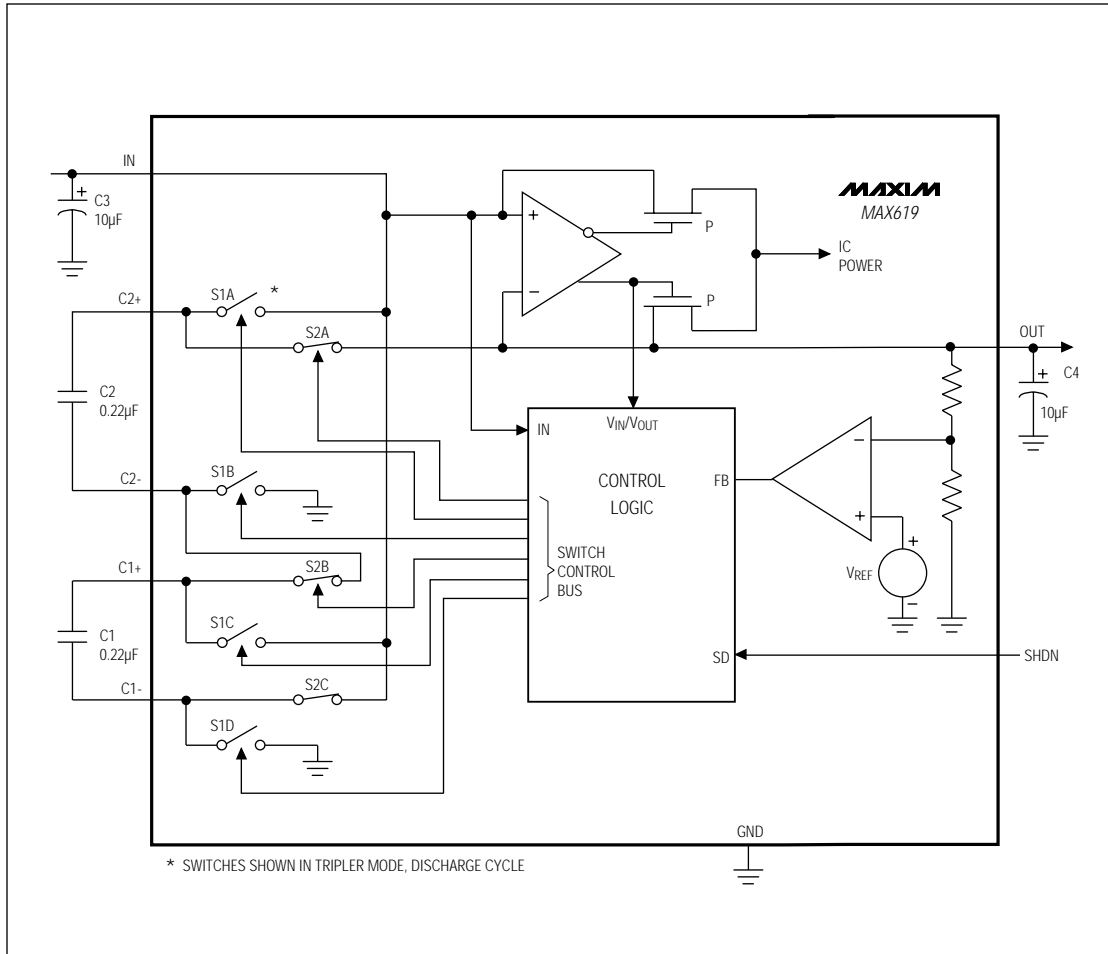 IN
MAXIM
MAX619
+
C3
10µF
+
P
IC
POWER
C2+
S1A
*
−
P
S2A
OUT
+
C4
10µF
C2
0.22µF
IN
VIN/VOUT
CONTROL
LOGIC
FB
−
+
C2-
S1B
SWITCH
CONTROL
BUS
VREF
+
−
C1+
S2B
C1
0.22µF
S1C
SD
SHDN
C1-
S2C
S1D
GND
* SWITCHES SHOWN IN TRIPLER MODE, DISCHARGE CYCLE